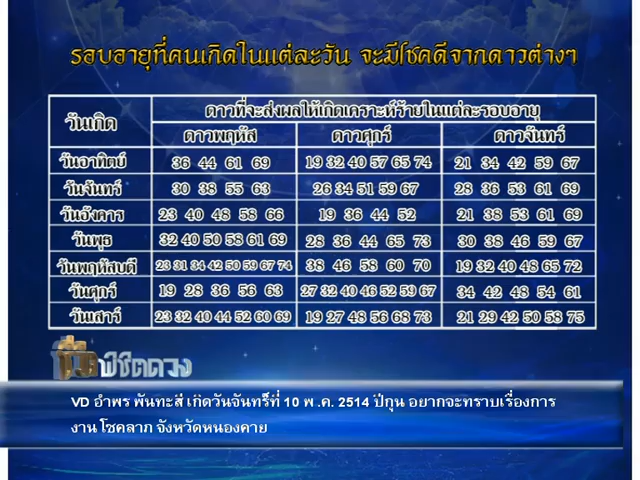 รอบอายุที่คนเกิดในแต่ละวัน จะมีโชคดีจากดาวต่างๆ
วันเกิด ดาวที่จะส่งผลให้เกิดเคราะห์ร้ายในแต่ละรอบอายุ
ดาวพฤหัส ดาวศุกร์ ดาวจันทร์
วันอาทิตย์ 36 44 61 69 19 32 40 57 65 74 21 34 42 59 67
วันจันทร์ 30 38 55 63 26 34 51 59 67 28 36 53 61 69
วันอังคาร 23 40 48 58 66 19 36 44 52 21 38 53 61 69
วันพุธ 32 40 50 58 61 69 28 36 44 65 73 30 38 46 59 67
วันพฤหัสบดี 23 31 34 42 50 59 67 74 38 46 58 60 70 19 32 40 48 65 72
วันศุกร์ 19 28 36 56 63 27 32 40 46 52 59 67 34 42 48 54 61
วันเสาร์ 23 32 40 44 52 60 69 19 27 48 56 68 73 21 29 42 50 58 75
พิชิตดวง
VD อำพร พันทะสี เกิดวันจันทร์ที่ 10 พ.ค. 2514 ปีกุน อยากจะทราบเรื่องการ
งาน โชคลาภ จังหวัดหนองคาย